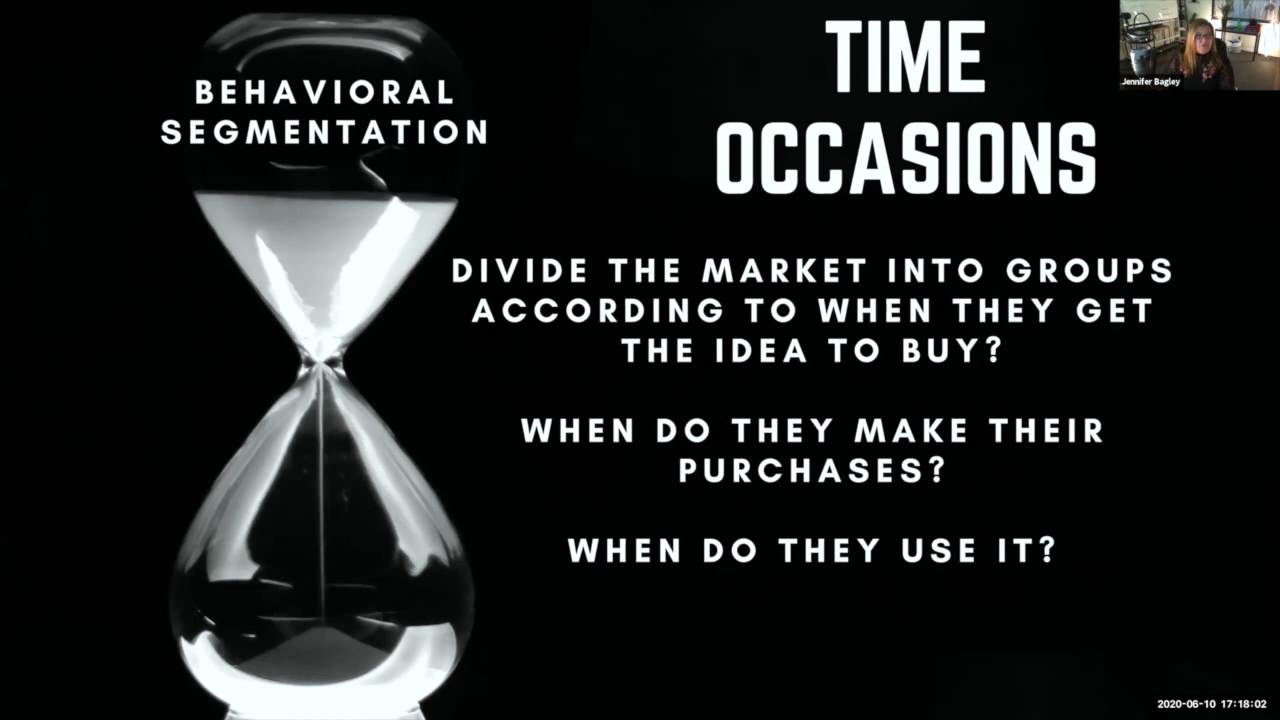 BEHAVIORAL
SEGMENTATION
TIME
OCCASIONS
DIVIDE THE MARKET INTO GROUPS
ACCORDING TO WHEN THEY GET
THE IDEA TO BUY?
WHEN DO THEY MAKE THEIR
PURCHASES?
WHEN DO THEY USE IT?
Jennifer Bagley
2020-06-10 17:18:02